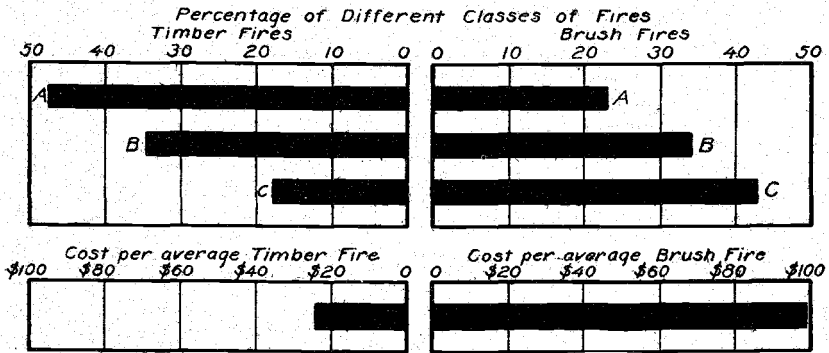 Percentage of Different Classes of Fires
Timber Fires Brush Fires
50 40 30 20 10 0 0 10 20 30 40 50
A A
B B
C C
Cost per average Timber Fire Cost per average Brush Fire
$100 $80 $60 $40 $20 0 0 $20 $40 $60 $80 $100